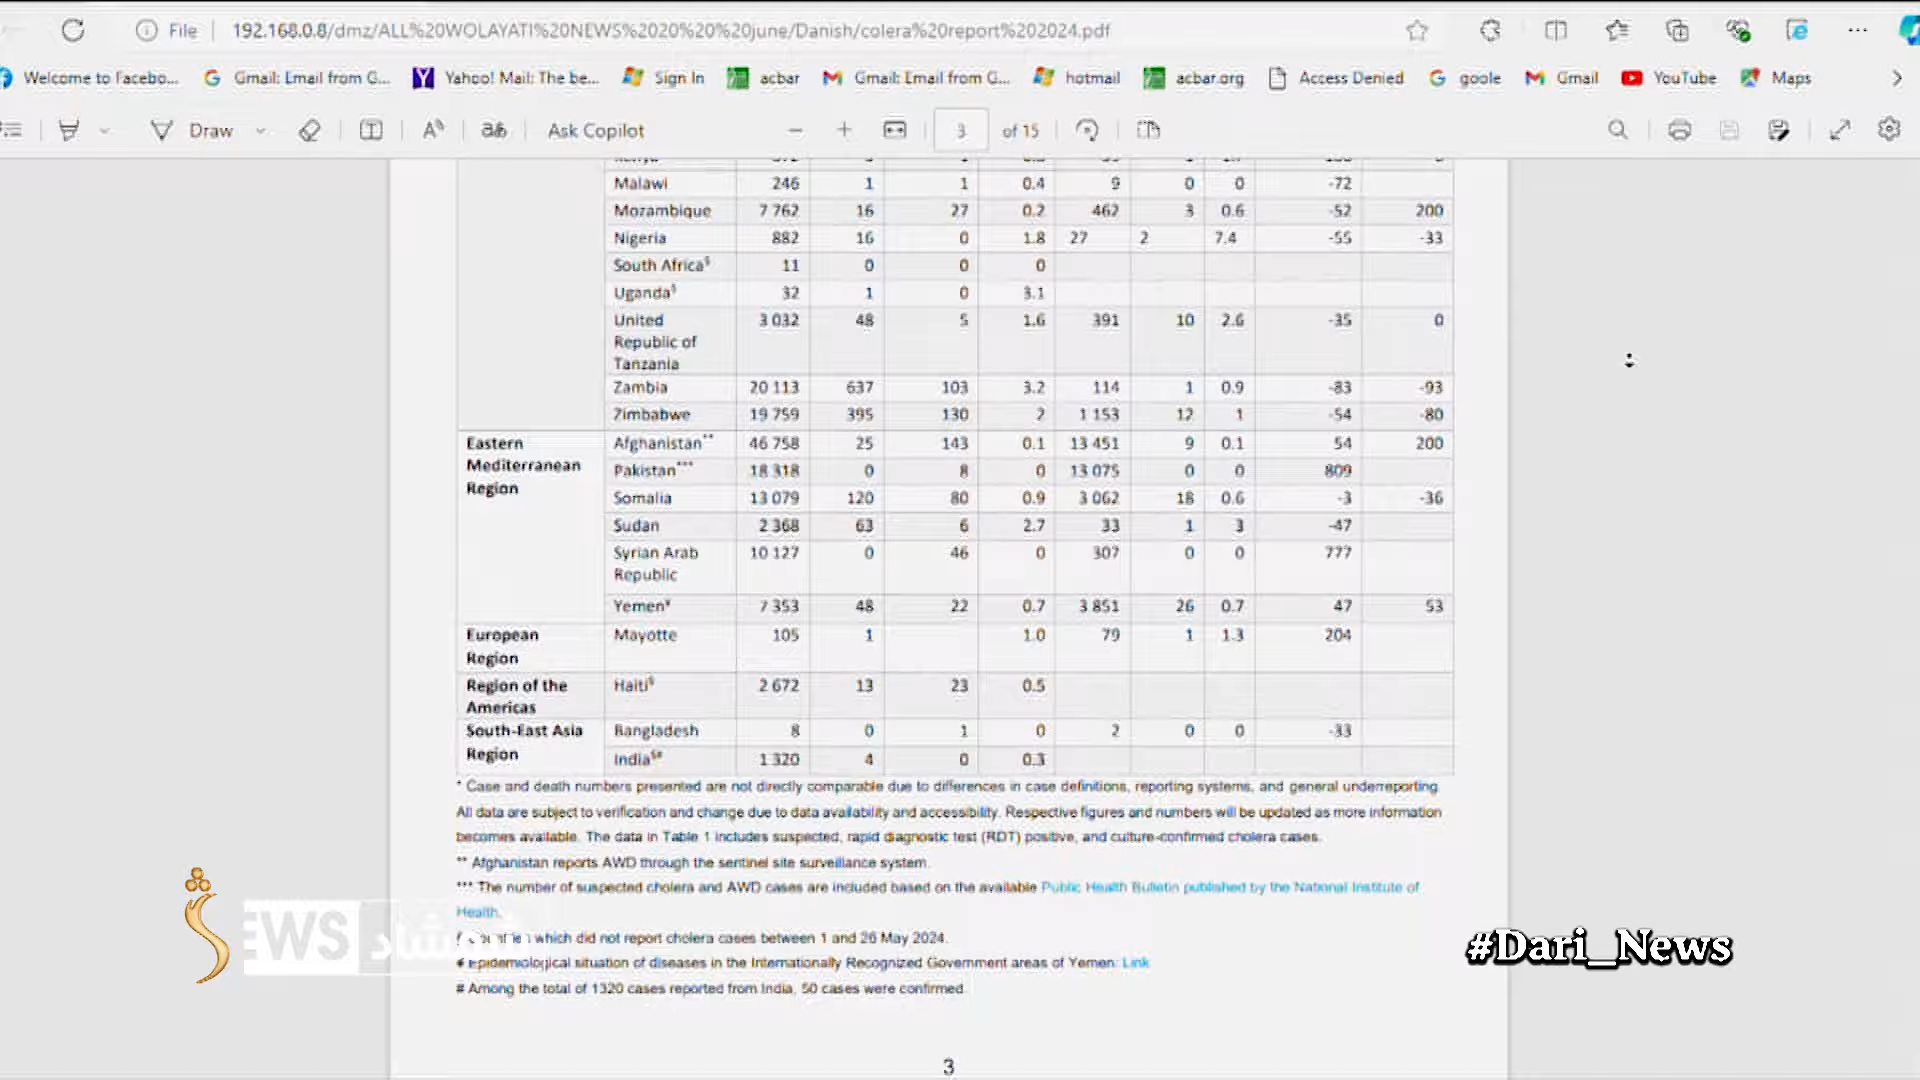 File 192.168.0.8/dmz/ALL%20WOLAYATI%20NEWS%2020%20%20june/Danish/colera%20report%202024.pdf
Welcome to Facebo... Gmail: Email from G... Yahoo! Mail: The be... Sign In acbar Gmail: Email from G... hotmail acbar.org Access Denied goole Gmail YouTube Maps
Draw Ask Copilot 3 of 15
Malawi 246 1 1 0.4 9 0 0 -72
Mozambique 7 762 16 27 0.2 462 3 0.6 -52 200
Nigeria 882 16 0 1.8 27 2 7.4 -55 -33
South Africa§ 11 0 0 0
Uganda§ 32 1 0 3.1
United 3 032 48 5 1.6 391 10 2.6 -35 0
Republic of
Tanzania
Zambia 20 113 637 103 3.2 114 1 0.9 -83 -93
Zimbabwe 19 759 395 130 2 1 153 12 1 -54 -80
Eastern Afghanistan** 46 758 25 143 0.1 13 451 9 0.1 54 200
Mediterranean Pakistan*** 18 318 0 8 0 13 075 0 0 809
Region Somalia 13 079 120 80 0.9 3 062 18 0.6 -3 -36
Sudan 2 368 63 6 2.7 33 1 3 -47
Syrian Arab 10 127 0 46 0 307 0 0 777
Republic
Yemen 7 353 48 22 0.7 3 851 26 0.7 47 53
European Mayotte 105 1 1.0 79 1 1.3 204
Region
Region of the Haiti§ 2 672 13 23 0.5
Americas
South-East Asia Bangladesh 8 0 1 0 2 0 0 -33
Region India§# 1 320 4 0 0.3
* Case and death numbers presented are not directly comparable due to differences in case definitions, reporting systems, and general underreporting.
All data are subject to verification and change due to data availability and accessibility. Respective figures and numbers will be updated as more information
becomes available. The data in Table 1 includes suspected, rapid diagnostic test (RDT) positive, and culture-confirmed cholera cases.
** Afghanistan reports AWD through the sentinel site surveillance system.
*** The number of suspected cholera and AWD cases are included based on the available Public Health Bulletin published by the National Institute of
Health.
which did not report cholera cases between 1 and 26 May 2024.
Epidemiological situation of diseases in the Internationally Recognized Government areas of Yemen: Link
# Among the total of 1320 cases reported from India, 50 cases were confirmed
3
EWS
#Dari_News